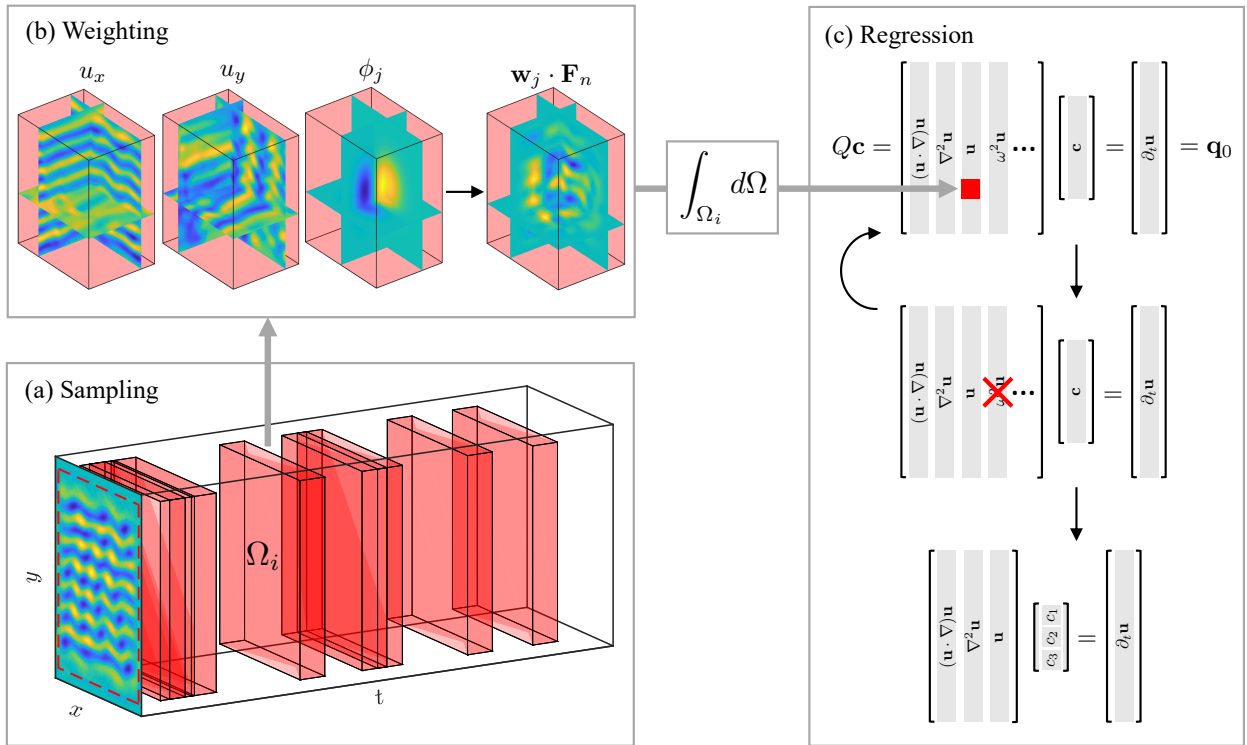 (b) Weighting
u_x u_y ϕ_j w_j · F_n
∫_{Ω_i} dΩ
(a) Sampling
Ω_i
y
x
t
(c) Regression
Qc = [(u · ∇)u ∇²u u ω²u ···] [c] = [∂_t u] = q_0
[(u · ∇)u ∇²u u ω²u ···] [c] = [∂_t u]
[(u · ∇)u ∇²u u] [c_3 c_2 c_1] = [∂_t u]